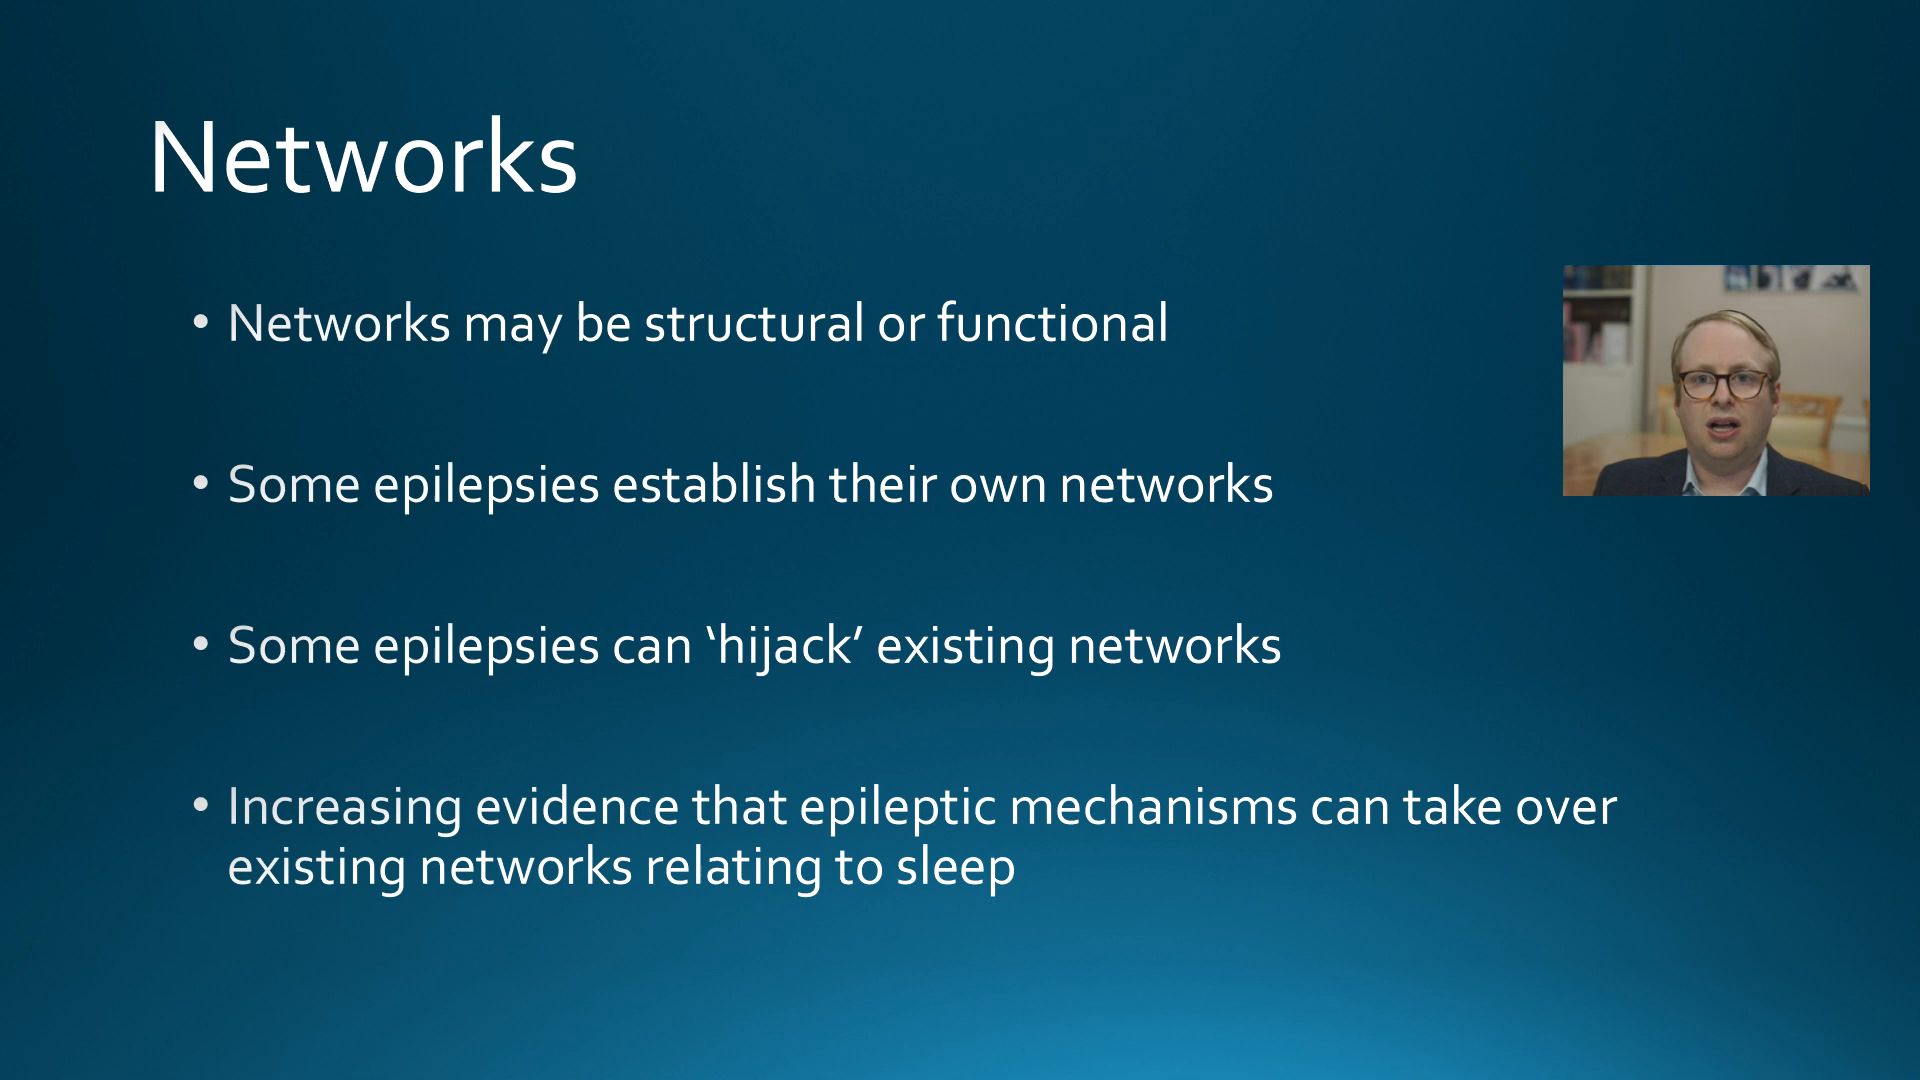 Networks
• Networks may be structural or functional
• Some epilepsies establish their own networks
• Some epilepsies can ‘hijack’ existing networks
• Increasing evidence that epileptic mechanisms can take over
existing networks relating to sleep